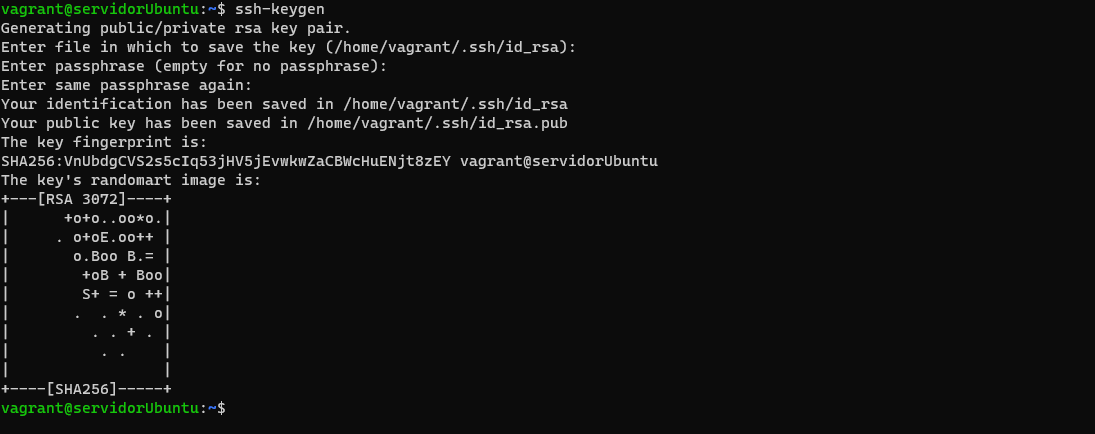 vagrant@servidorUbuntu:~$ ssh-keygen
Generating public/private rsa key pair.
Enter file in which to save the key (/home/vagrant/.ssh/id_rsa):
Enter passphrase (empty for no passphrase):
Enter same passphrase again:
Your identification has been saved in /home/vagrant/.ssh/id_rsa
Your public key has been saved in /home/vagrant/.ssh/id_rsa.pub
The key fingerprint is:
SHA256:VnUbdgCVS2s5cIq53jHV5jEvwkwZaCBWcHuENjt8zEY vagrant@servidorUbuntu
The key's randomart image is:
+---[RSA 3072]----+
|      +o+o..oo*o.|
|     . o+oE.oo++ |
|       o.Boo B.= |
|        +oB + Boo|
|        S+ = o ++|
|       .  . * . o|
|         . . + . |
|          . .    |
|                 |
+----[SHA256]-----+
vagrant@servidorUbuntu:~$